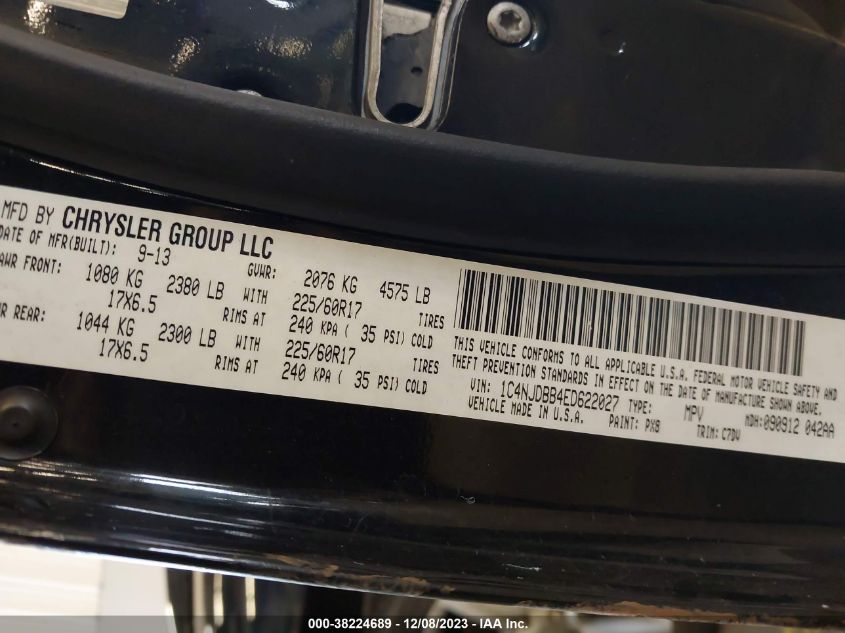 MFD BY CHRYSLER GROUP LLC
DATE OF MFR(BUILT): 9-13 GVWR: 2076 KG 4575 LB
AWR FRONT: 1080 KG 2380 LB WITH 225/60R17 TIRES
17X6.5 RIMS AT 240 KPA ( 35 PSI) COLD
WR REAR: 1044 KG 2300 LB WITH 225/60R17 TIRES
17X6.5 RIMS AT 240 KPA ( 35 PSI) COLD
THIS VEHICLE CONFORMS TO ALL APPLICABLE U.S.A. FEDERAL MOTOR VEHICLE SAFETY AND
THEFT PREVENTION STANDARDS IN EFFECT ON THE DATE OF MANUFACTURE SHOWN ABOVE.
VIN: 1C4NJDBB4ED622027 TYPE: MPV MDH:090912 042AA
VEHICLE MADE IN U.S.A. PAINT: PX8 TRIM: C7DV
000-38224689 - 12/08/2023 - IAA Inc.